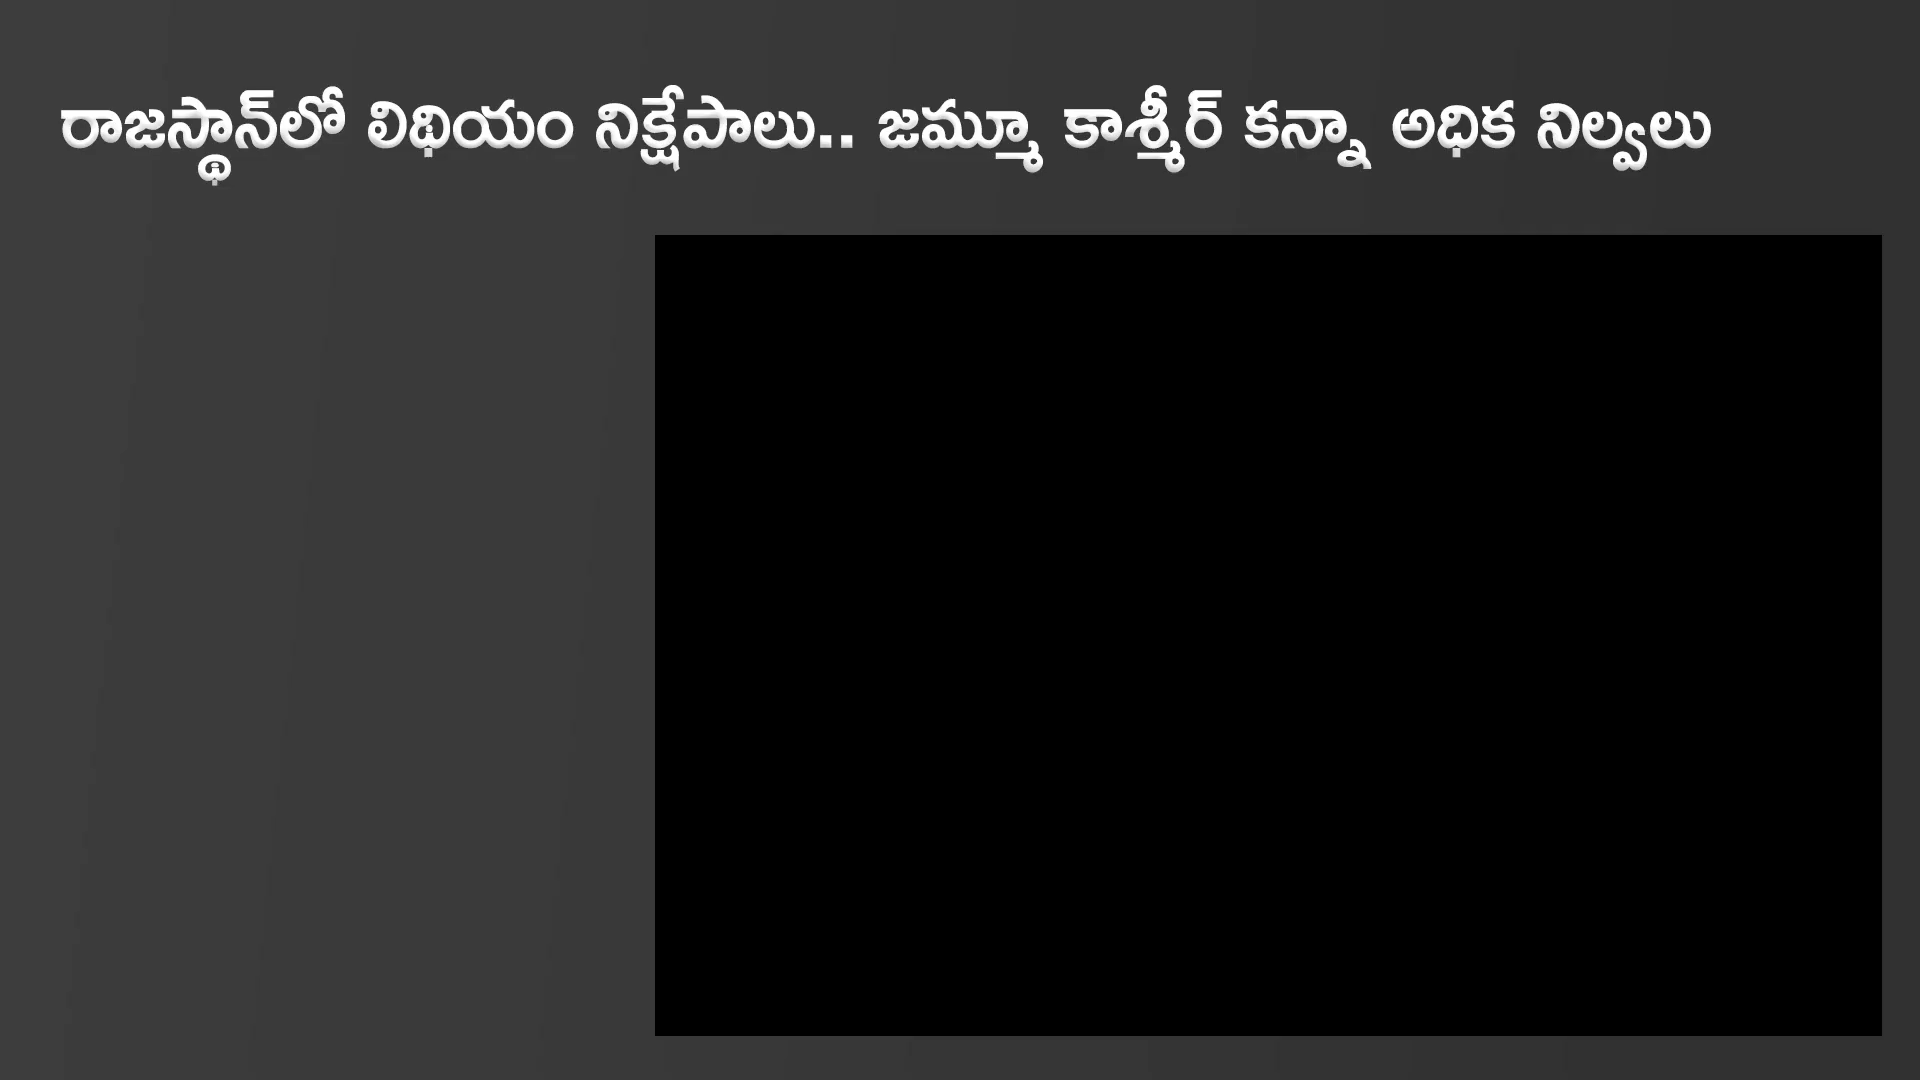 రాజస్థాన్‌లో లిథియం నిక్షేపాలు.. జమ్మూ కాశ్మీర్ కన్నా అధిక నిల్వలు